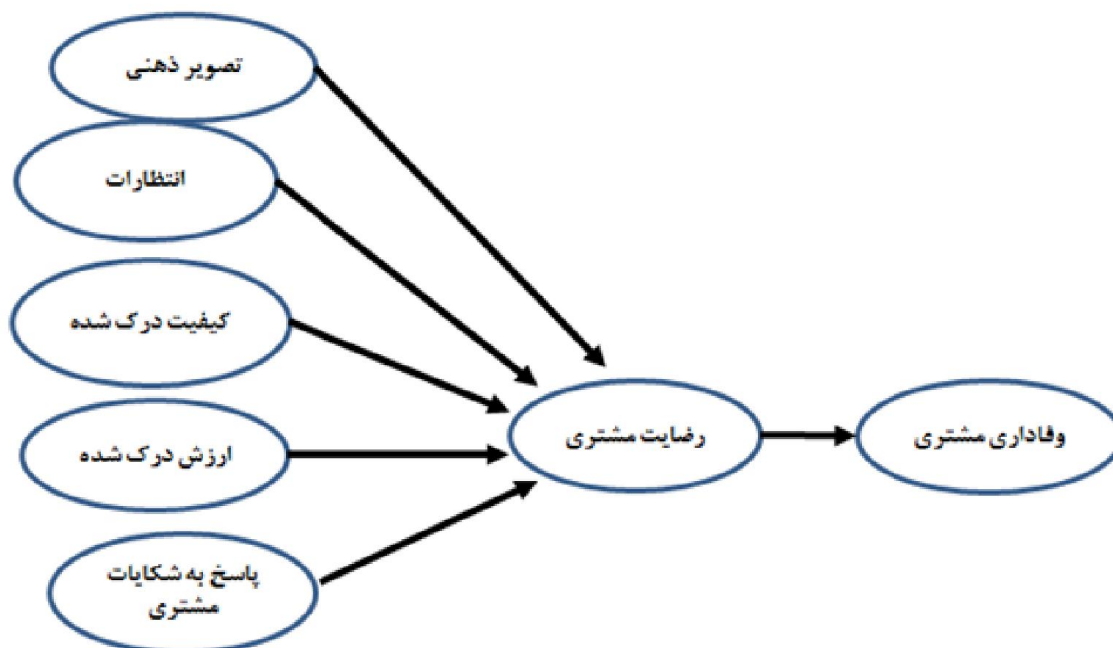 تصویر ذهنی
انتظارات
کیفیت درک شده
ارزش درک شده
پاسخ به شکایات
مشتری
رضایت مشتری
وفاداری مشتری